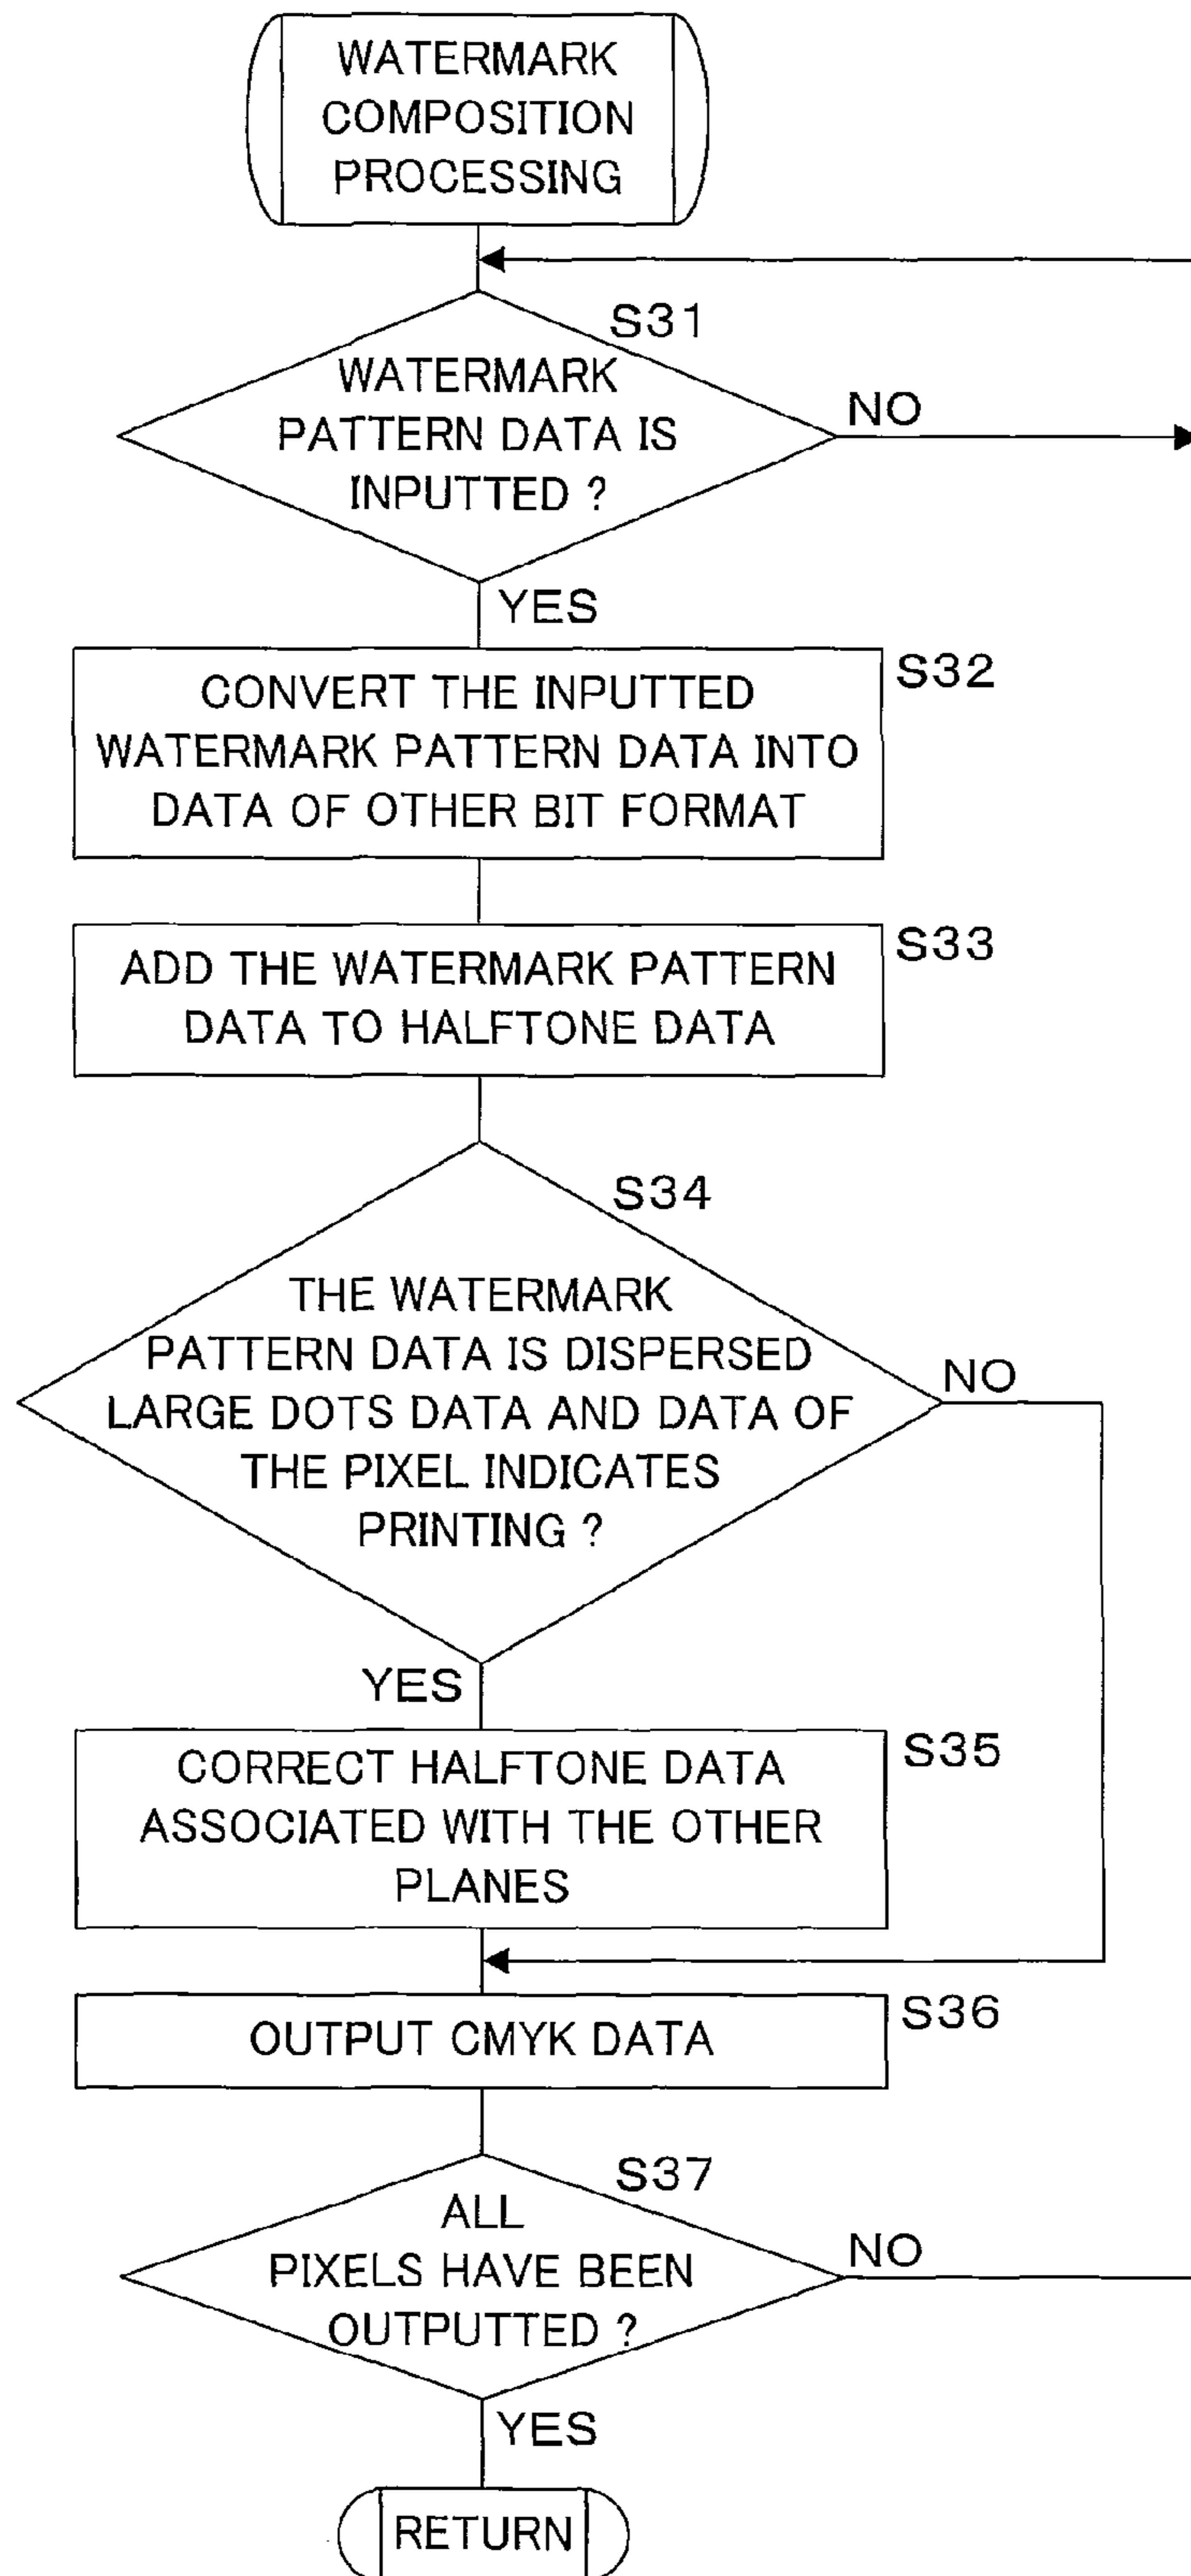 WATERMARK
COMPOSITION
PROCESSING
S31
WATERMARK
PATTERN DATA IS
INPUTTED ?
NO
YES
S32
CONVERT THE INPUTTED
WATERMARK PATTERN DATA INTO
DATA OF OTHER BIT FORMAT
S33
ADD THE WATERMARK PATTERN
DATA TO HALFTONE DATA
S34
THE WATERMARK
PATTERN DATA IS DISPERSED
LARGE DOTS DATA AND DATA OF
THE PIXEL INDICATES
PRINTING ?
NO
YES
S35
CORRECT HALFTONE DATA
ASSOCIATED WITH THE OTHER
PLANES
S36
OUTPUT CMYK DATA
S37
ALL
PIXELS HAVE BEEN
OUTPUTTED ?
NO
YES
RETURN